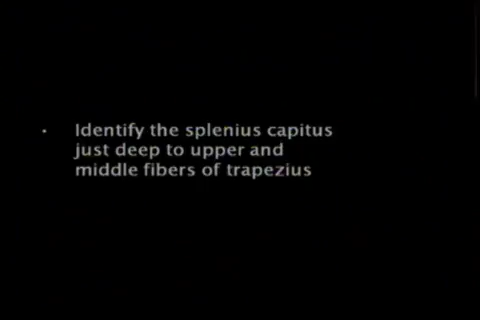 • Identify the splenius capitus
just deep to upper and
middle fibers of trapezius